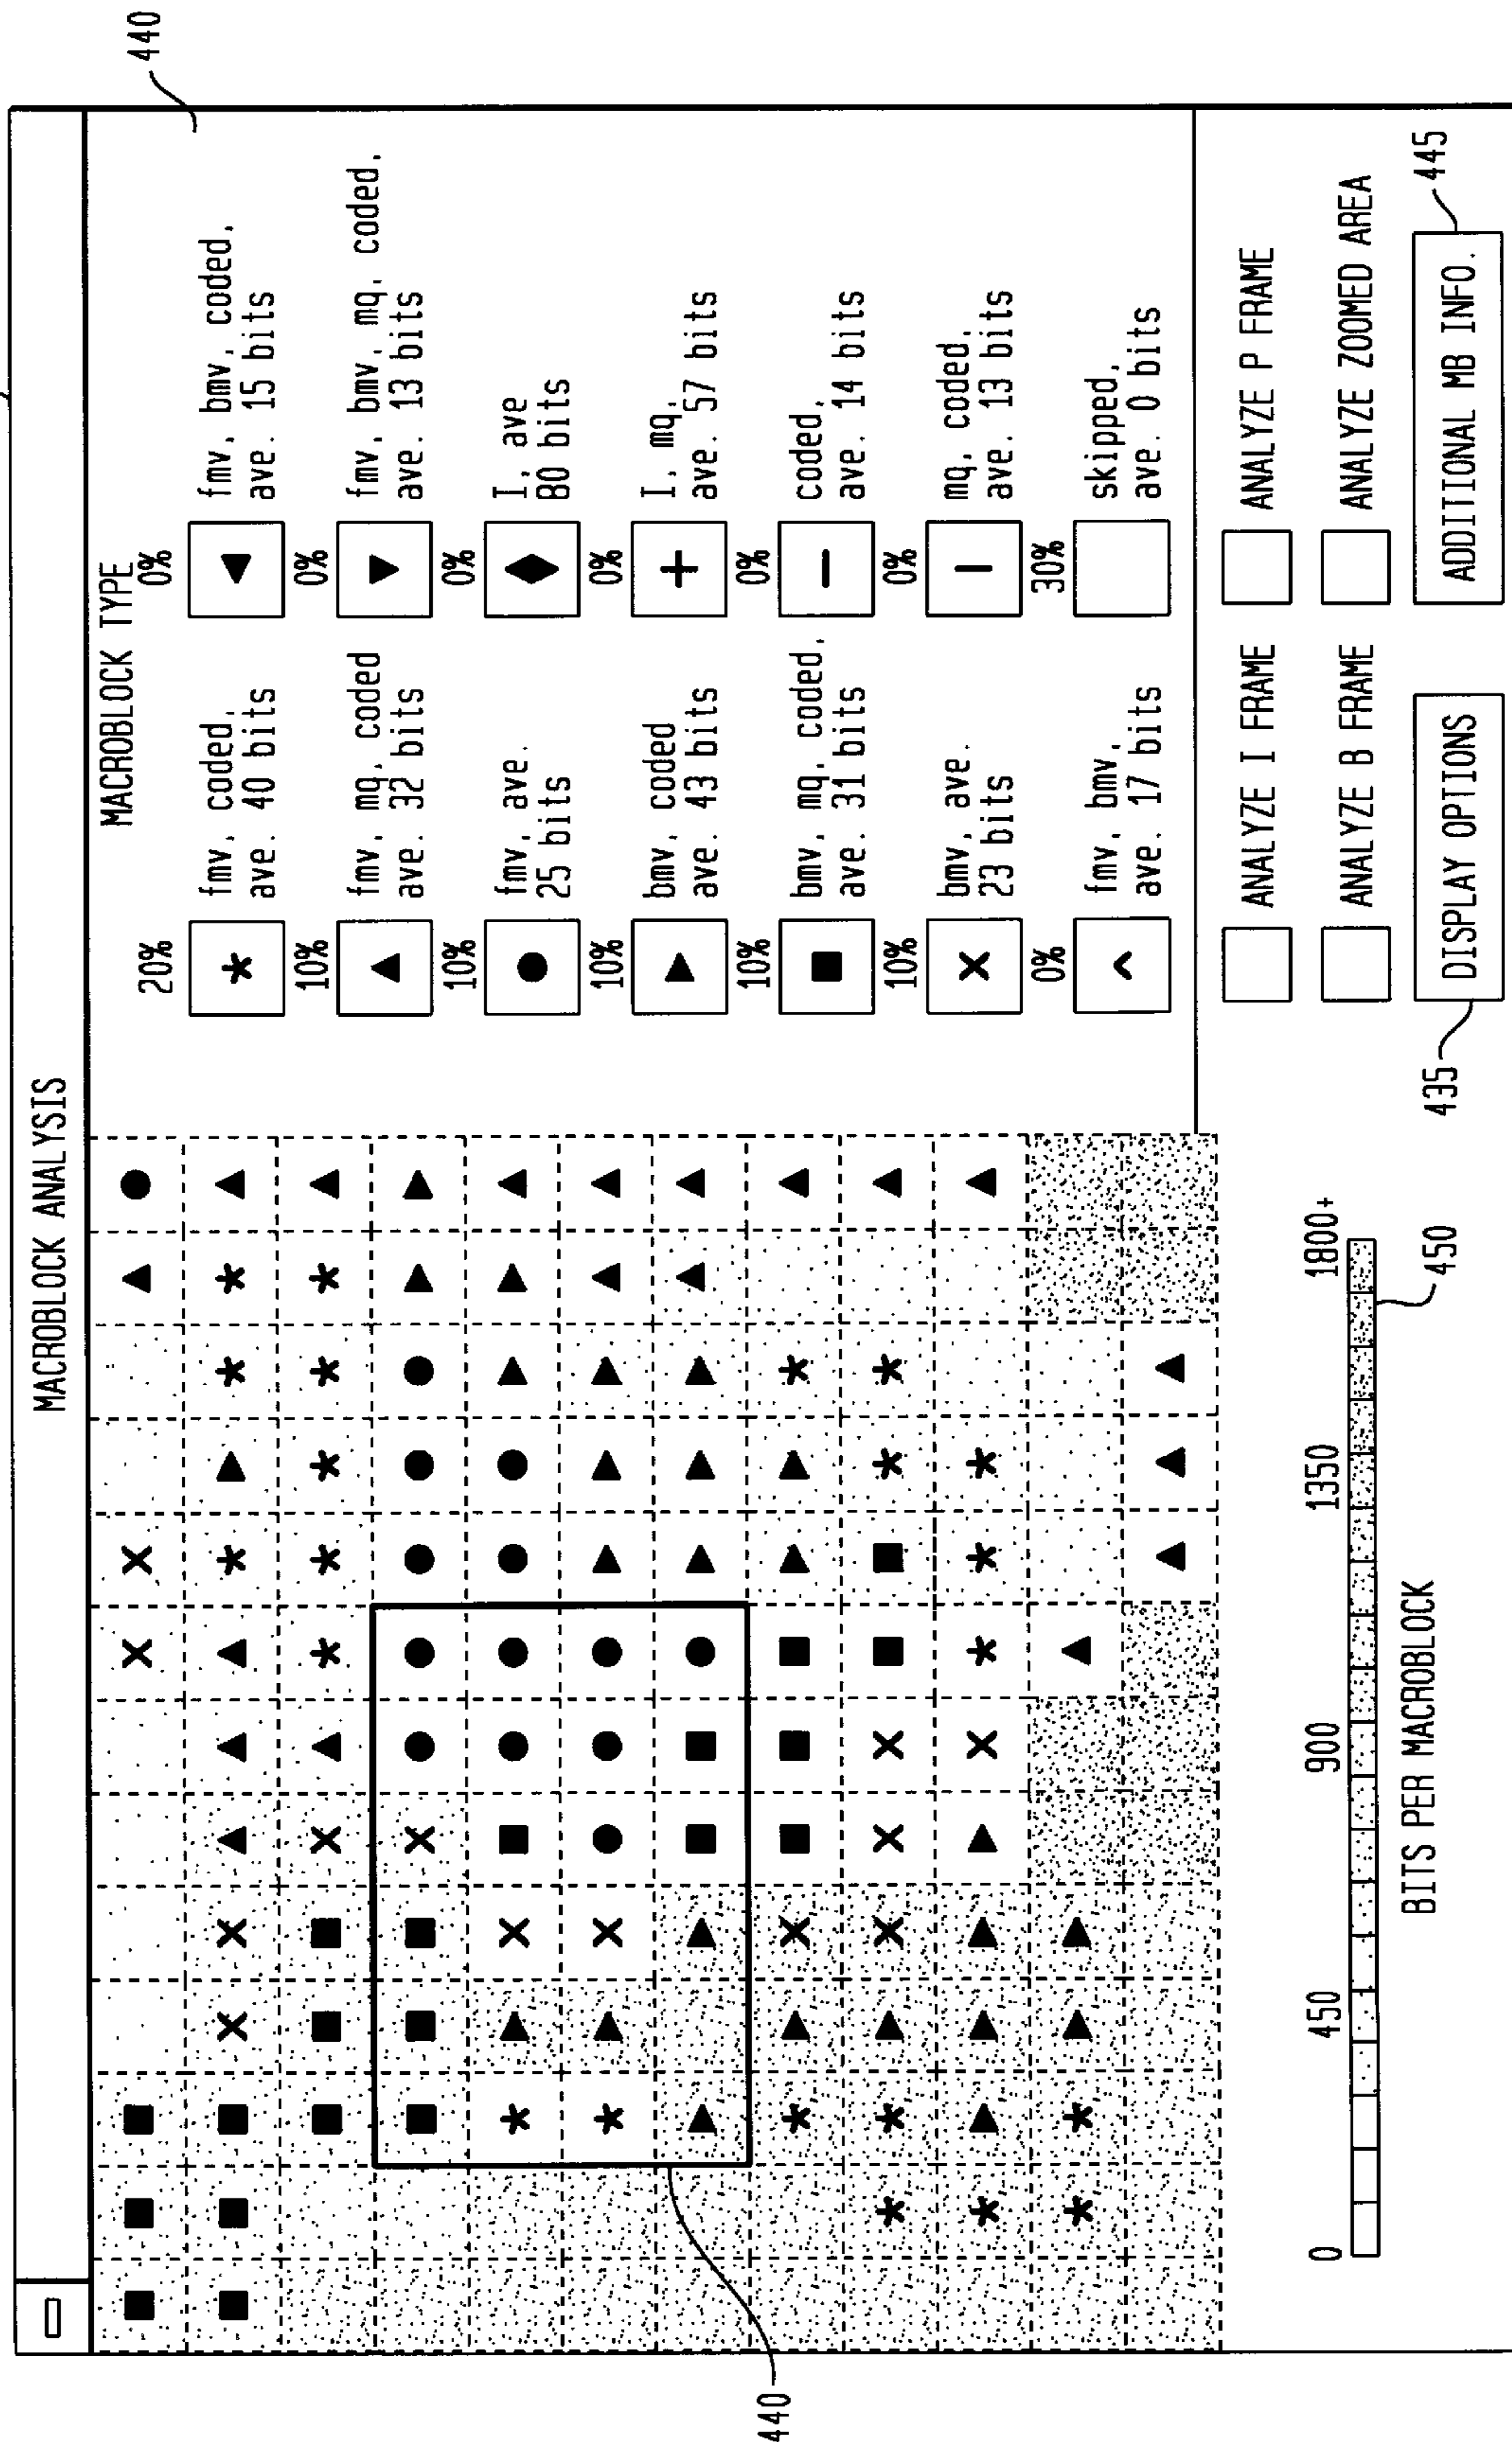 MACROBLOCK ANALYSIS
440
MACROBLOCK TYPE
20%
fmv, coded,
ave. 40 bits
0%
fmv, bmv, coded,
ave. 15 bits
10%
fmv, mq, coded
ave. 32 bits
0%
fmv, bmv, mq, coded,
ave. 13 bits
10%
fmv, ave.
25 bits
0%
I, ave
80 bits
10%
bmv, coded
ave. 43 bits
0%
I, mq,
ave. 57 bits
10%
bmv, mq, coded,
ave. 31 bits
0%
coded,
ave. 14 bits
10%
bmv, ave.
23 bits
0%
mq, coded,
ave. 13 bits
0%
fmv, bmv,
ave. 17 bits
30%
skipped,
ave. 0 bits
440
ANALYZE I FRAME
ANALYZE P FRAME
ANALYZE B FRAME
ANALYZE ZOOMED AREA
DISPLAY OPTIONS
ADDITIONAL MB INFO.
435
445
0
450
900
1350
1800+
BITS PER MACROBLOCK
450